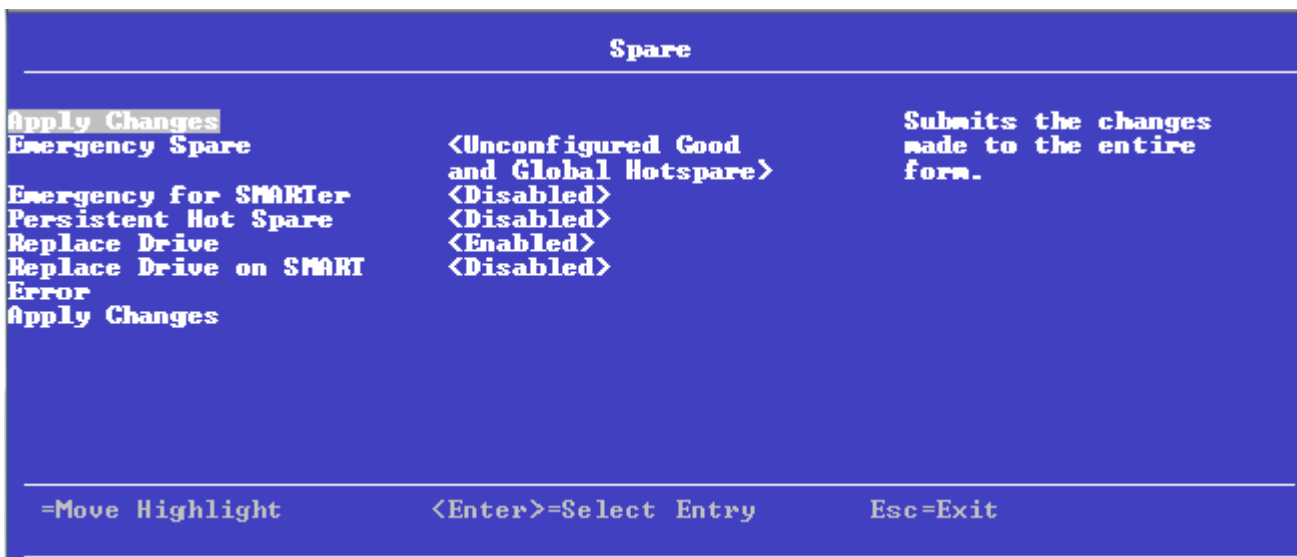 Spare
Apply Changes
Emergency Spare <Unconfigured Good and Global Hotspare>
Emergency for SMARTer <Disabled>
Persistent Hot Spare <Disabled>
Replace Drive <Enabled>
Replace Drive on SMART Error <Disabled>
Apply Changes
Submits the changes
made to the entire
form.
=Move Highlight <Enter>=Select Entry Esc=Exit